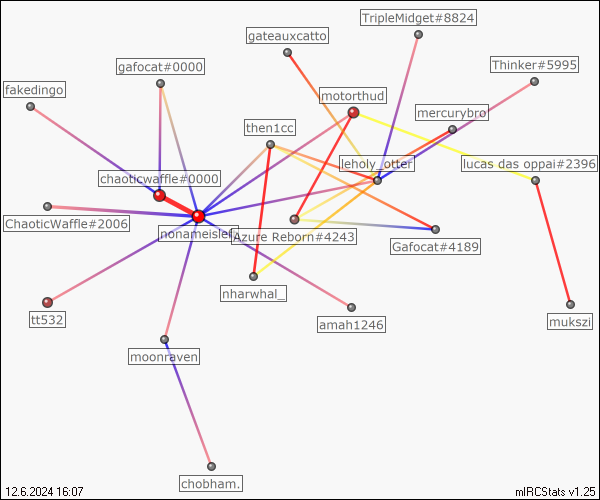 TripleMidget#8824
gateauxcatto
gafocat#0000
Thinker#5995
fakedingo
motorthud
mercurybro
then1cc
leholy_otter
lucas das oppai#2396
chaoticwaffle#0000
ChaoticWaffle#2006
nonameisleft
Azure Reborn#4243
Gafocat#4189
nharwhal_
tt532
amah1246
mukszi
moonraven
chobham.
12.6.2024 16:07
mIRCStats v1.25